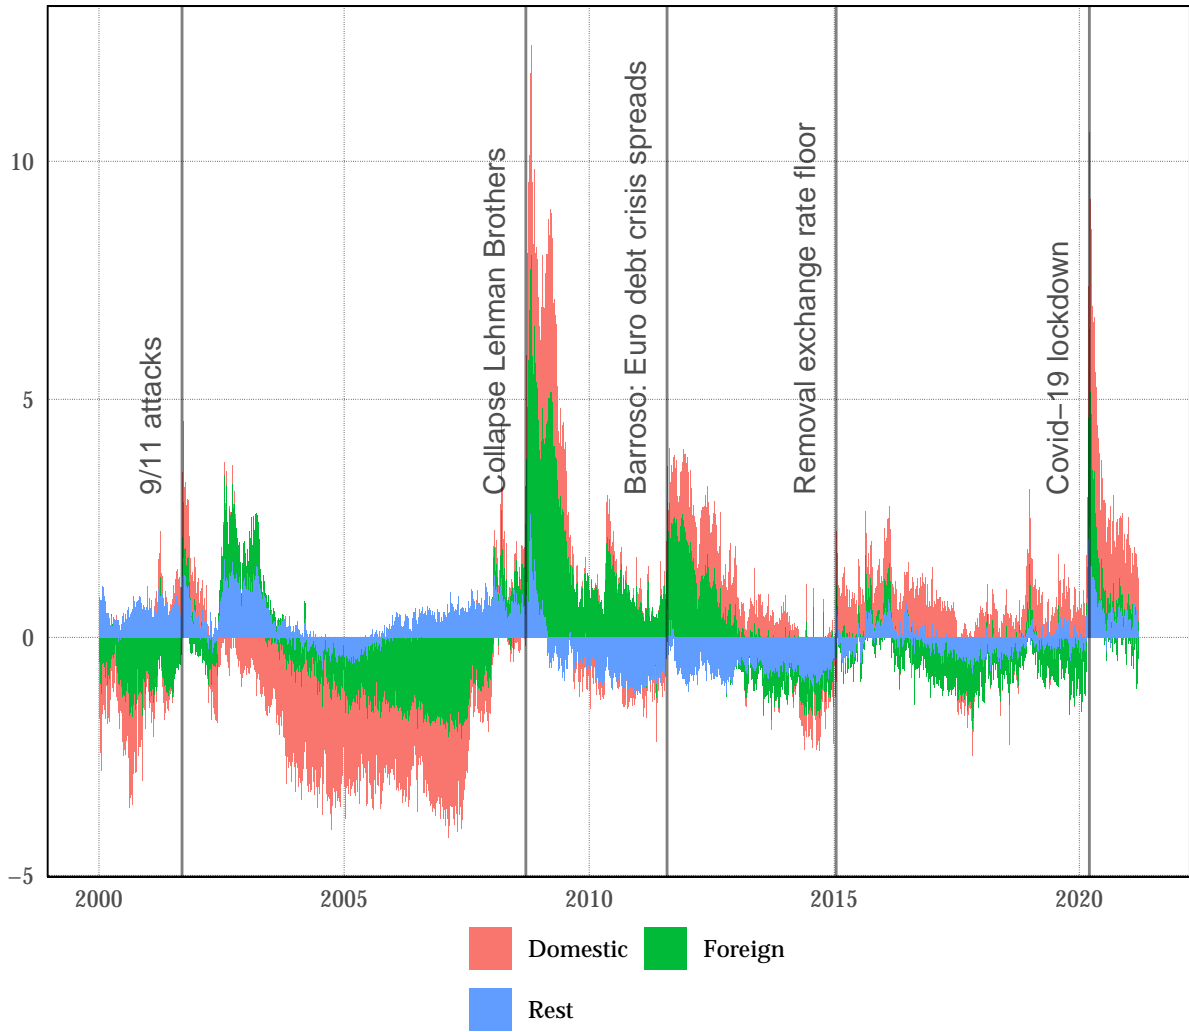 10
5
0
−5
9/11 attacks
Collapse Lehman Brothers
Barroso: Euro debt crisis spreads
Removal exchange rate floor
Covid−19 lockdown
2000
2005
2010
2015
2020
Domestic
Foreign
Rest